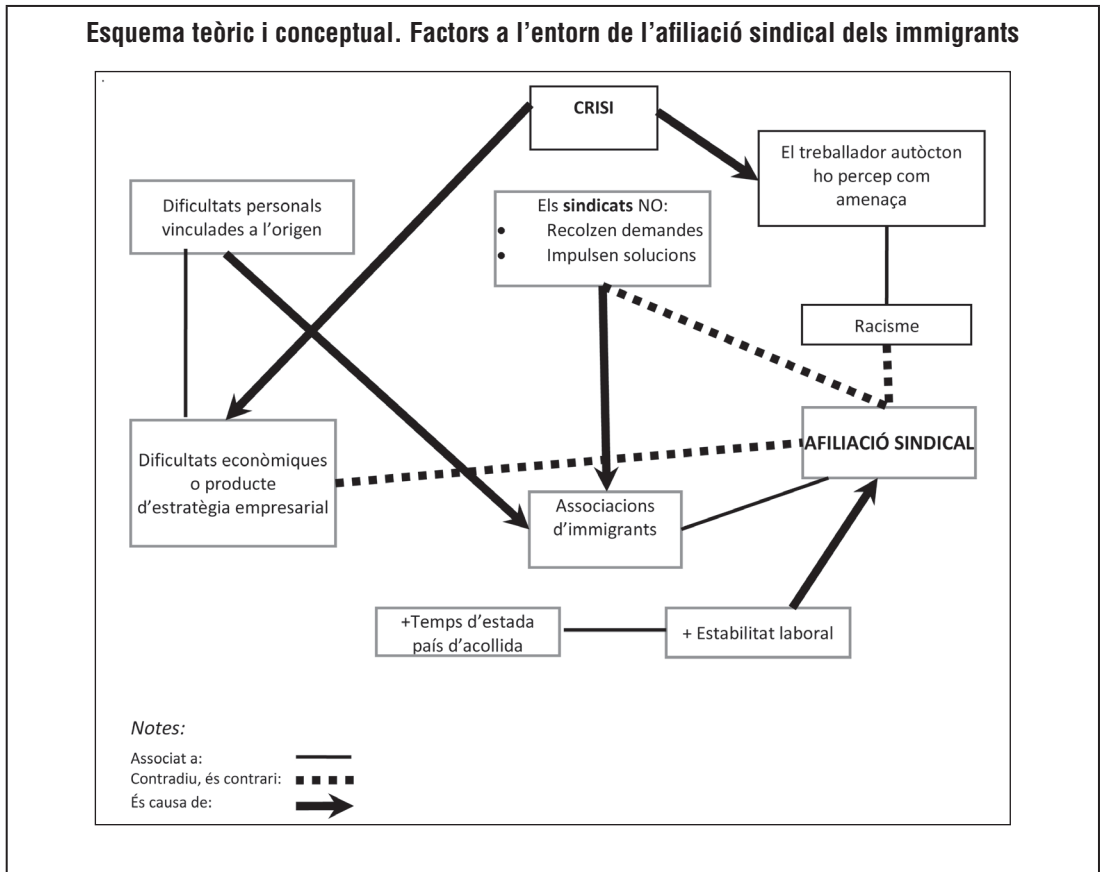 Esquema teòric i conceptual. Factors a l’entorn de l’afiliació sindical dels immigrants
CRISI
El treballador autòcton
ho percep com
amenaça
Dificultats personals
vinculades a l’origen
Els sindicats NO:
• Recolzen demandes
• Impulsen solucions
Racisme
AFILIACIÓ SINDICAL
Dificultats econòmiques
o producte
d’estratègia empresarial
Associacions
d’immigrants
+Temps d’estada
país d’acollida
+ Estabilitat laboral
Notes:
Associat a:
Contradiu, és contrari:
És causa de: